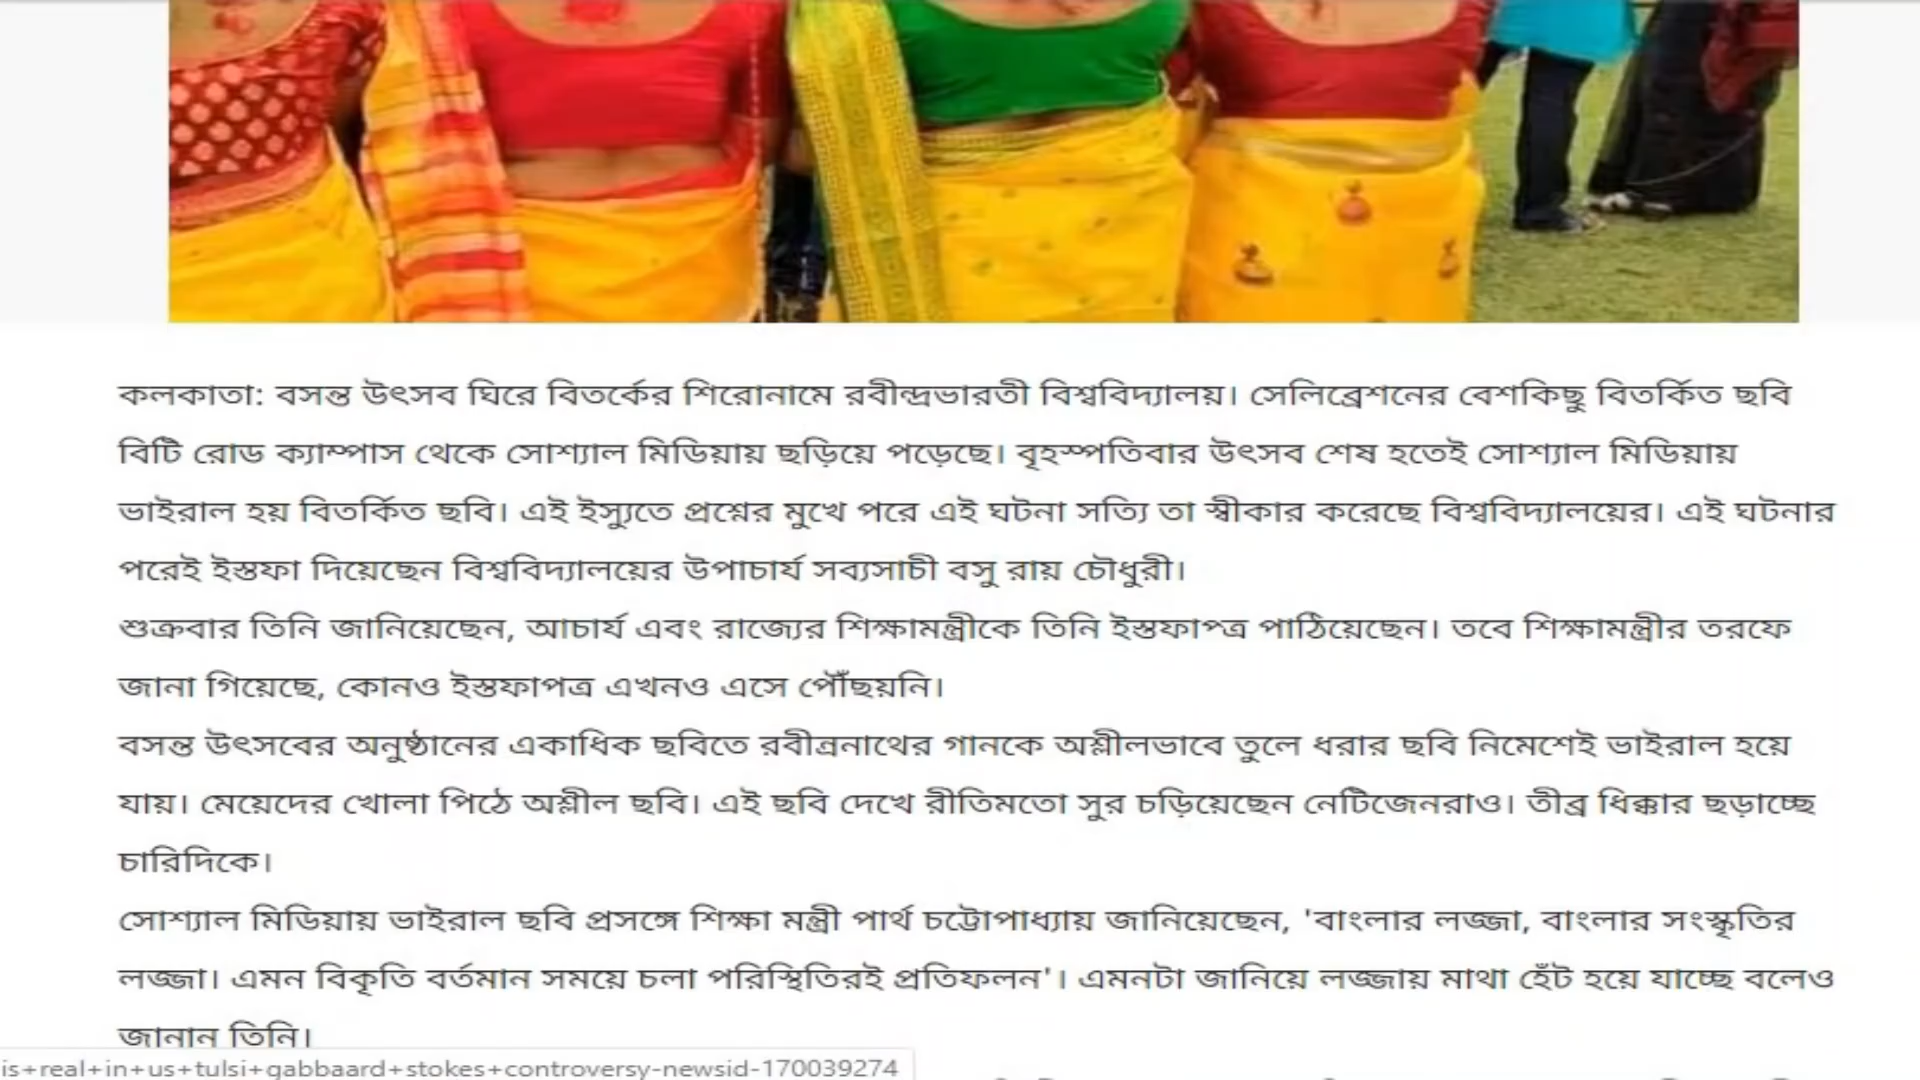 কলকাতা: বসন্ত উৎসব ঘিরে বিতর্কের শিরোনামে রবীন্দ্রভারতী বিশ্ববিদ্যালয়। সেলিব্রেশনের বেশকিছু বিতর্কিত ছবি
বিটি রোড ক্যাম্পাস থেকে সোশ্যাল মিডিয়ায় ছড়িয়ে পড়েছে। বৃহস্পতিবার উৎসব শেষ হতেই সোশ্যাল মিডিয়ায়
ভাইরাল হয় বিতর্কিত ছবি। এই ইস্যুতে প্রশ্নের মুখে পরে এই ঘটনা সত্যি তা স্বীকার করেছে বিশ্ববিদ্যালয়ের। এই ঘটনার
পরেই ইস্তফা দিয়েছেন বিশ্ববিদ্যালয়ের উপাচার্য সব্যসাচী বসু রায় চৌধুরী।
শুক্রবার তিনি জানিয়েছেন, আচার্য এবং রাজ্যের শিক্ষামন্ত্রীকে তিনি ইস্তফাপত্র পাঠিয়েছেন। তবে শিক্ষামন্ত্রীর তরফে
জানা গিয়েছে, কোনও ইস্তফাপত্র এখনও এসে পৌঁছয়নি।
বসন্ত উৎসবের অনুষ্ঠানের একাধিক ছবিতে রবীন্রনাথের গানকে অশ্লীলভাবে তুলে ধরার ছবি নিমেশেই ভাইরাল হয়ে
যায়। মেয়েদের খোলা পিঠে অশ্লীল ছবি। এই ছবি দেখে রীতিমতো সুর চড়িয়েছেন নেটিজেনরাও। তীব্র ধিক্কার ছড়াচ্ছে
চারিদিকে।
সোশ্যাল মিডিয়ায় ভাইরাল ছবি প্রসঙ্গে শিক্ষা মন্ত্রী পার্থ চট্টোপাধ্যায় জানিয়েছেন, 'বাংলার লজ্জা, বাংলার সংস্কৃতির
লজ্জা। এমন বিকৃতি বর্তমান সময়ে চলা পরিস্থিতিরই প্রতিফলন'। এমনটা জানিয়ে লজ্জায় মাথা হেঁট হয়ে যাচ্ছে বলেও
জানান তিনি।
is+real+in+us+tulsi+gabbaard+stokes+controversy-newsid-170039274